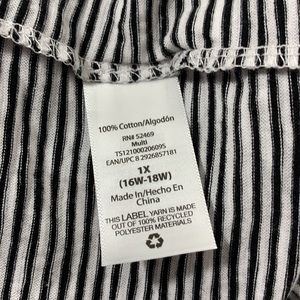 100% Cotton/Algodón
RN# 52469
Multi
TS121000206095
EAN/UPC 8 2926857181
1X
(16W-18W)
Made In/Hecho En
China
THIS LABEL YARN IS MADE
OUT OF 100% RECYCLED
POLYESTER MATERIALS